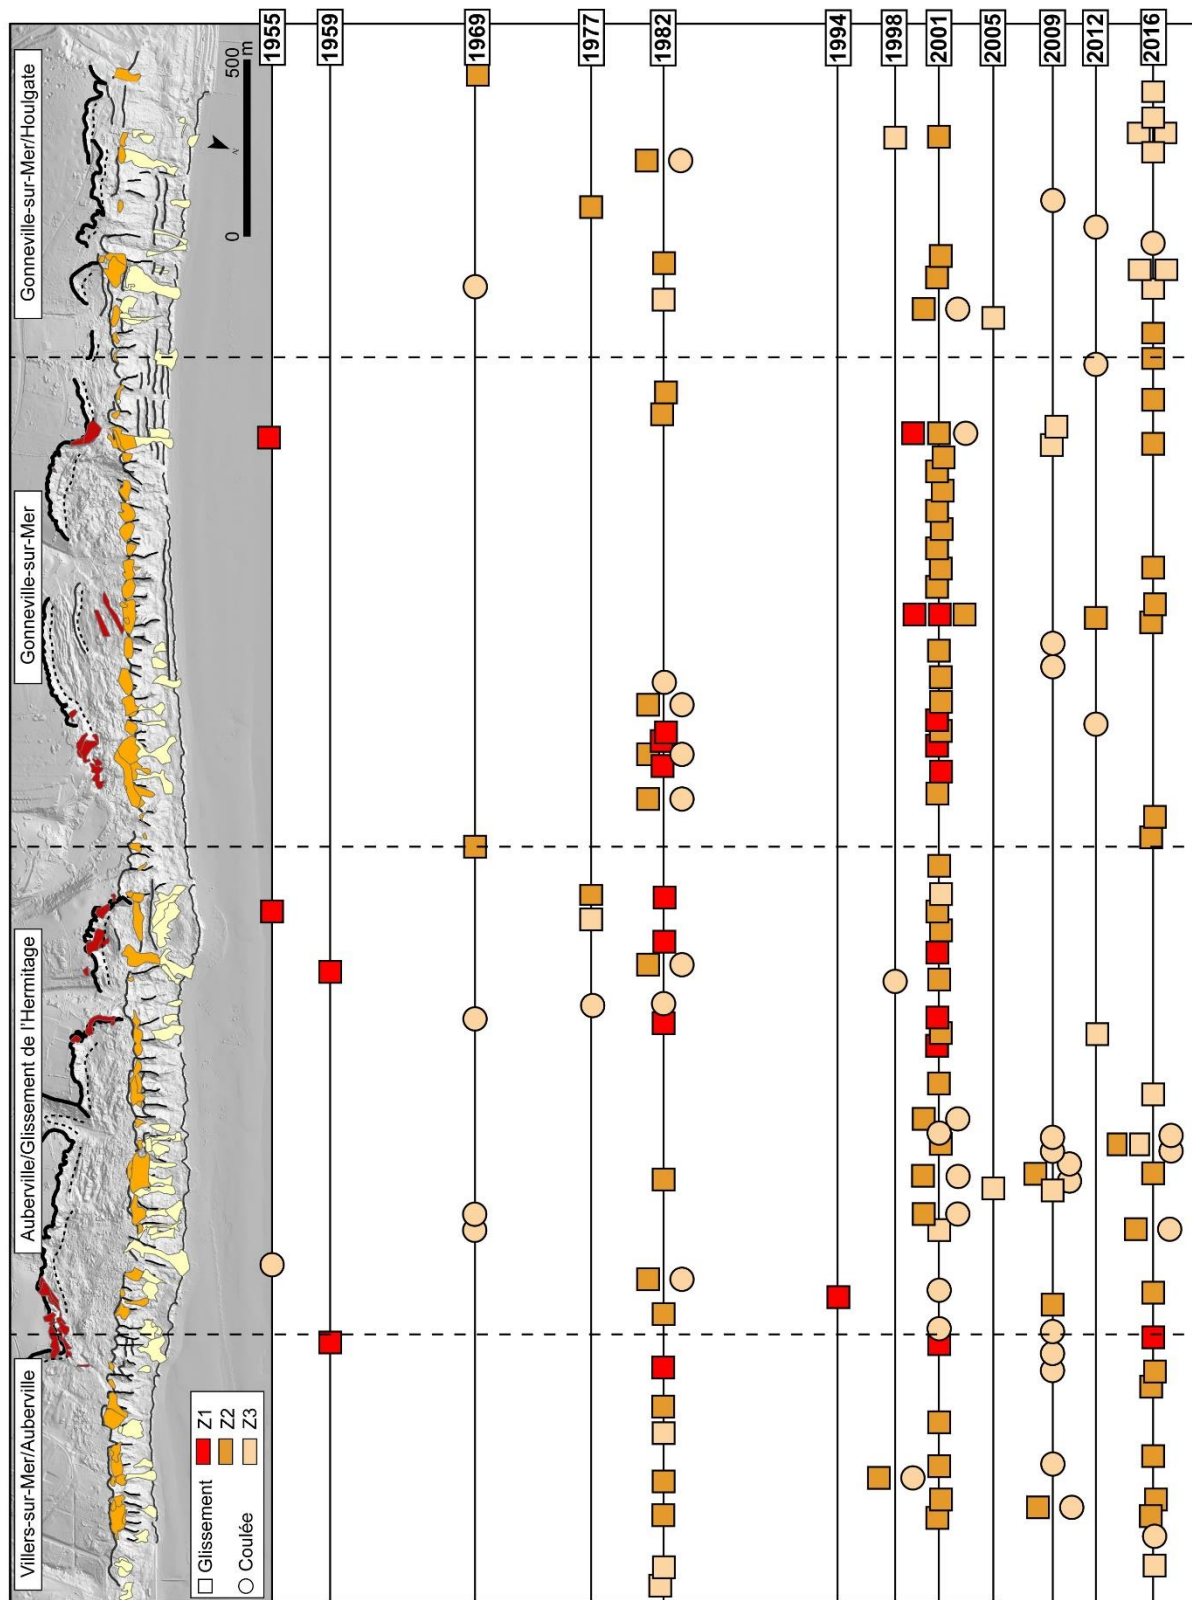 Villers-sur-Mer/Auberville
Auberville/Glissement de l'Hermitage
Gonneville-sur-Mer
Gonneville-sur-Mer/Houlgate
N
0
500
m
Glissement
Coulée
Z1
Z2
Z3
1955
1959
1969
1977
1982
1994
1998
2001
2005
2009
2012
2016